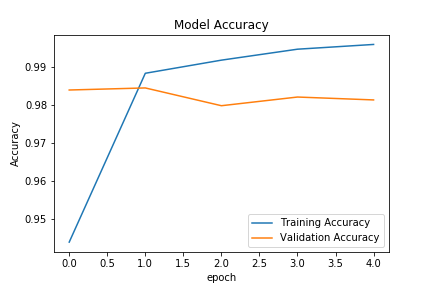 Model Accuracy
Accuracy
0.99
0.98
0.97
0.96
0.95
Training Accuracy
Validation Accuracy
0.0 0.5 1.0 1.5 2.0 2.5 3.0 3.5 4.0
epoch